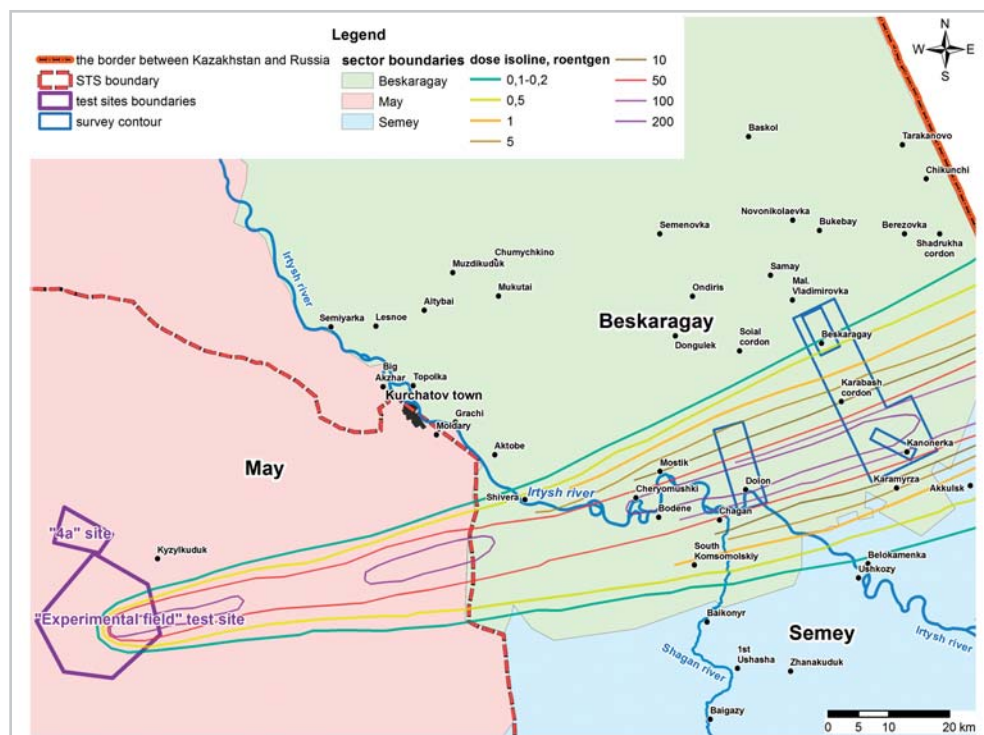 Legend
the border between Kazakhstan and Russia
STS boundary
test sites boundaries
survey contour
sector boundaries
Beskaragay
May
Semey
dose isoline, roentgen
0,1-0,2
0,5
1
5
10
50
100
200
N
W E
S
Baskol
Tarakanovo
Chikunchi
Novonikolaevka
Bukebay
Berezovka
Shadrukha
cordon
Semenovka
Irtysh river
Chumychkino
Muzdikuduk
Samay
Mukutai
Ondiris
Mal.
Vladimirovka
Altybai
Semiyarka
Lesnoe
Beskaragay
Dongulek
Soial
cordon
Beskaragay
Big
Akzhar
Topolka
Kurchatov town
Karabash
cordon
Grachi
Moldary
Aktobe
Kanonerka
May
Mostik
Dolon
Karamyrza
Akkulsk
Shivera
Irtysh river
Cheryomushki
Bodene
Chagan
"4a" site
Kyzylkuduk
South
Komsomolskiy
Belokamenka
Ushkozy
"Experimental field" test site
Baikonyr
Semey
Irtysh river
Shagan river
1st
Ushasha
Zhanakuduk
Baigazy
0 5 10 20 km